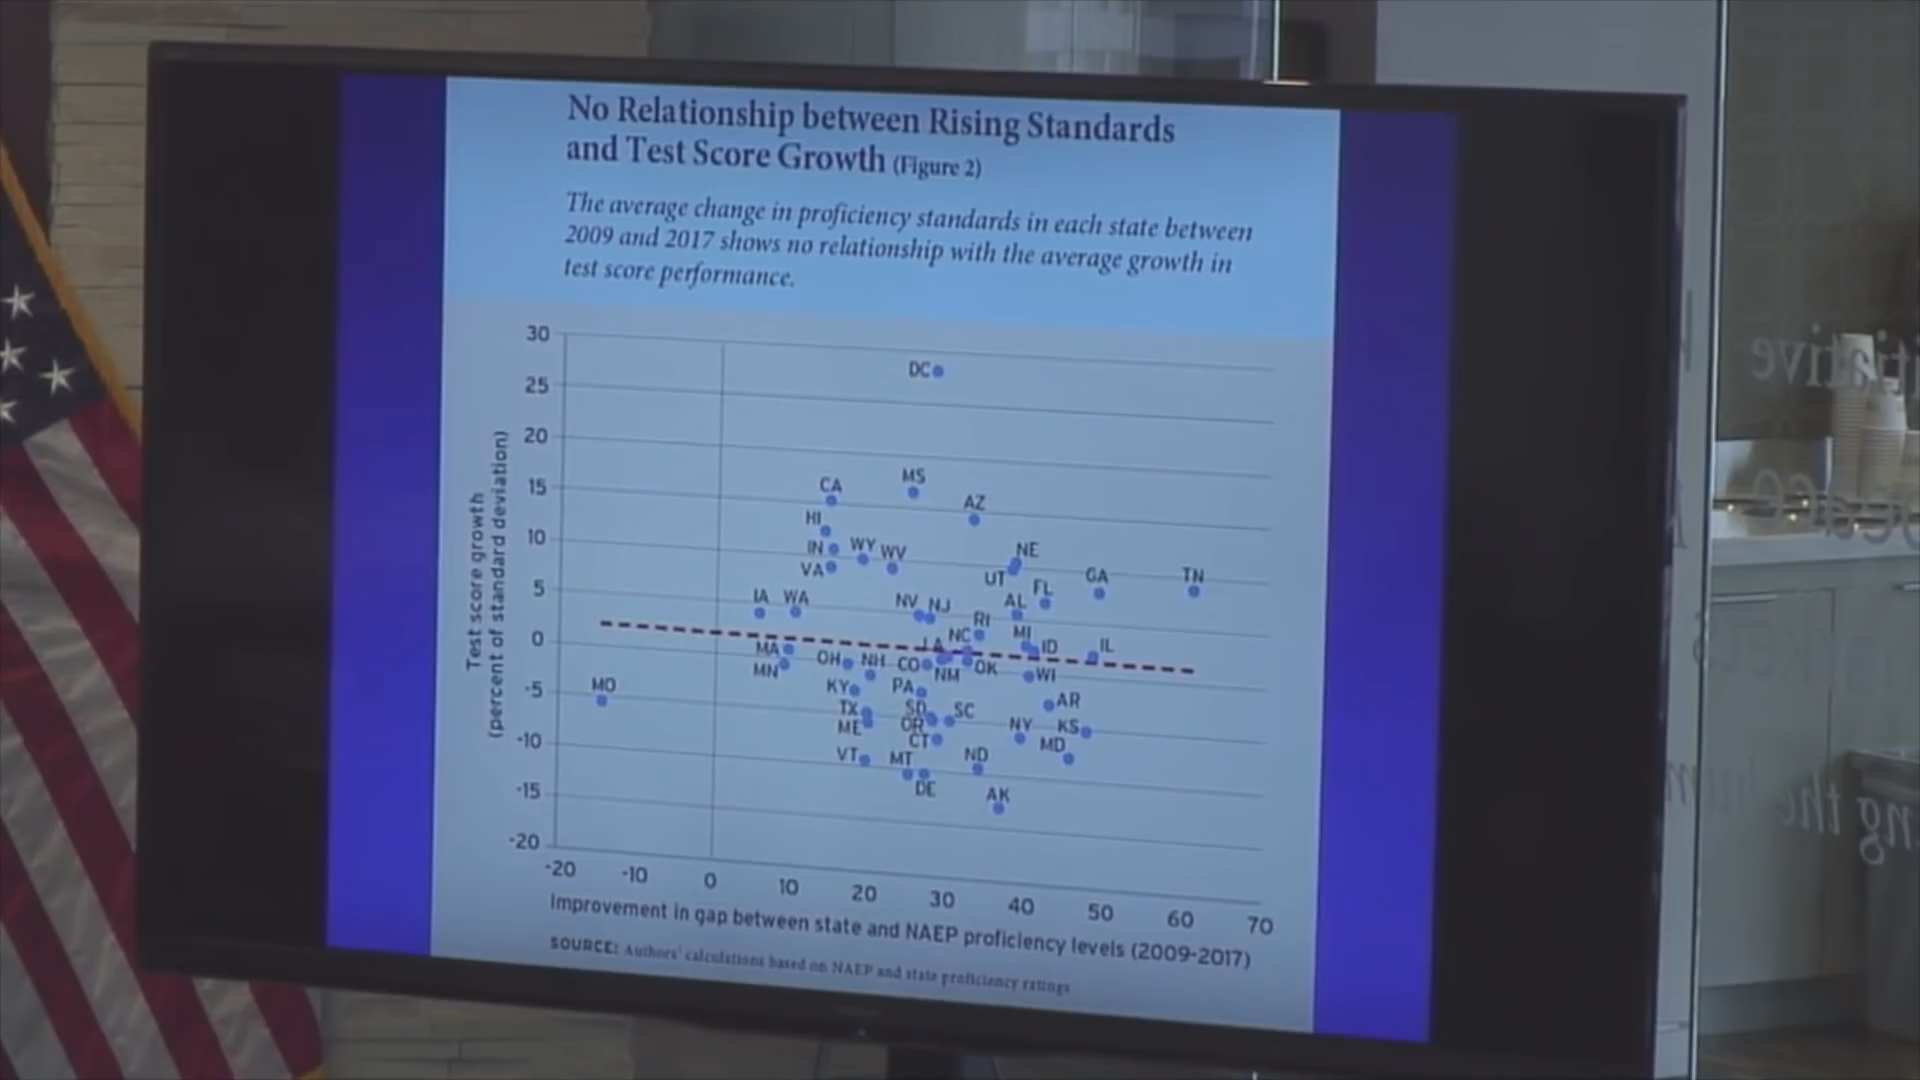 No Relationship between Rising Standards
and Test Score Growth (Figure 2)
The average change in proficiency standards in each state between
2009 and 2017 shows no relationship with the average growth in
test score performance.
30
25
20
15
10
5
0
-5
-10
-15
-20
Test score growth
(percent of standard deviation)
DC
MS
CA
AZ
HI
IN WY WV
NE
VA
UT
GA
TN
FL
IA WA
NV NJ
AL
RI
NC
MI
LA
ID
IL
MA
OH
NH
CO
NM
OK
WI
MN
MO
KY
PA
AR
TX
SD
SC
ME
OR
NY
KS
CT
MD
VT
MT
ND
DE
AK
-20 -10 0 10 20 30 40 50 60 70
Improvement in gap between state and NAEP proficiency levels (2009-2017)
SOURCE: Authors' calculations based on NAEP and state proficiency ratings